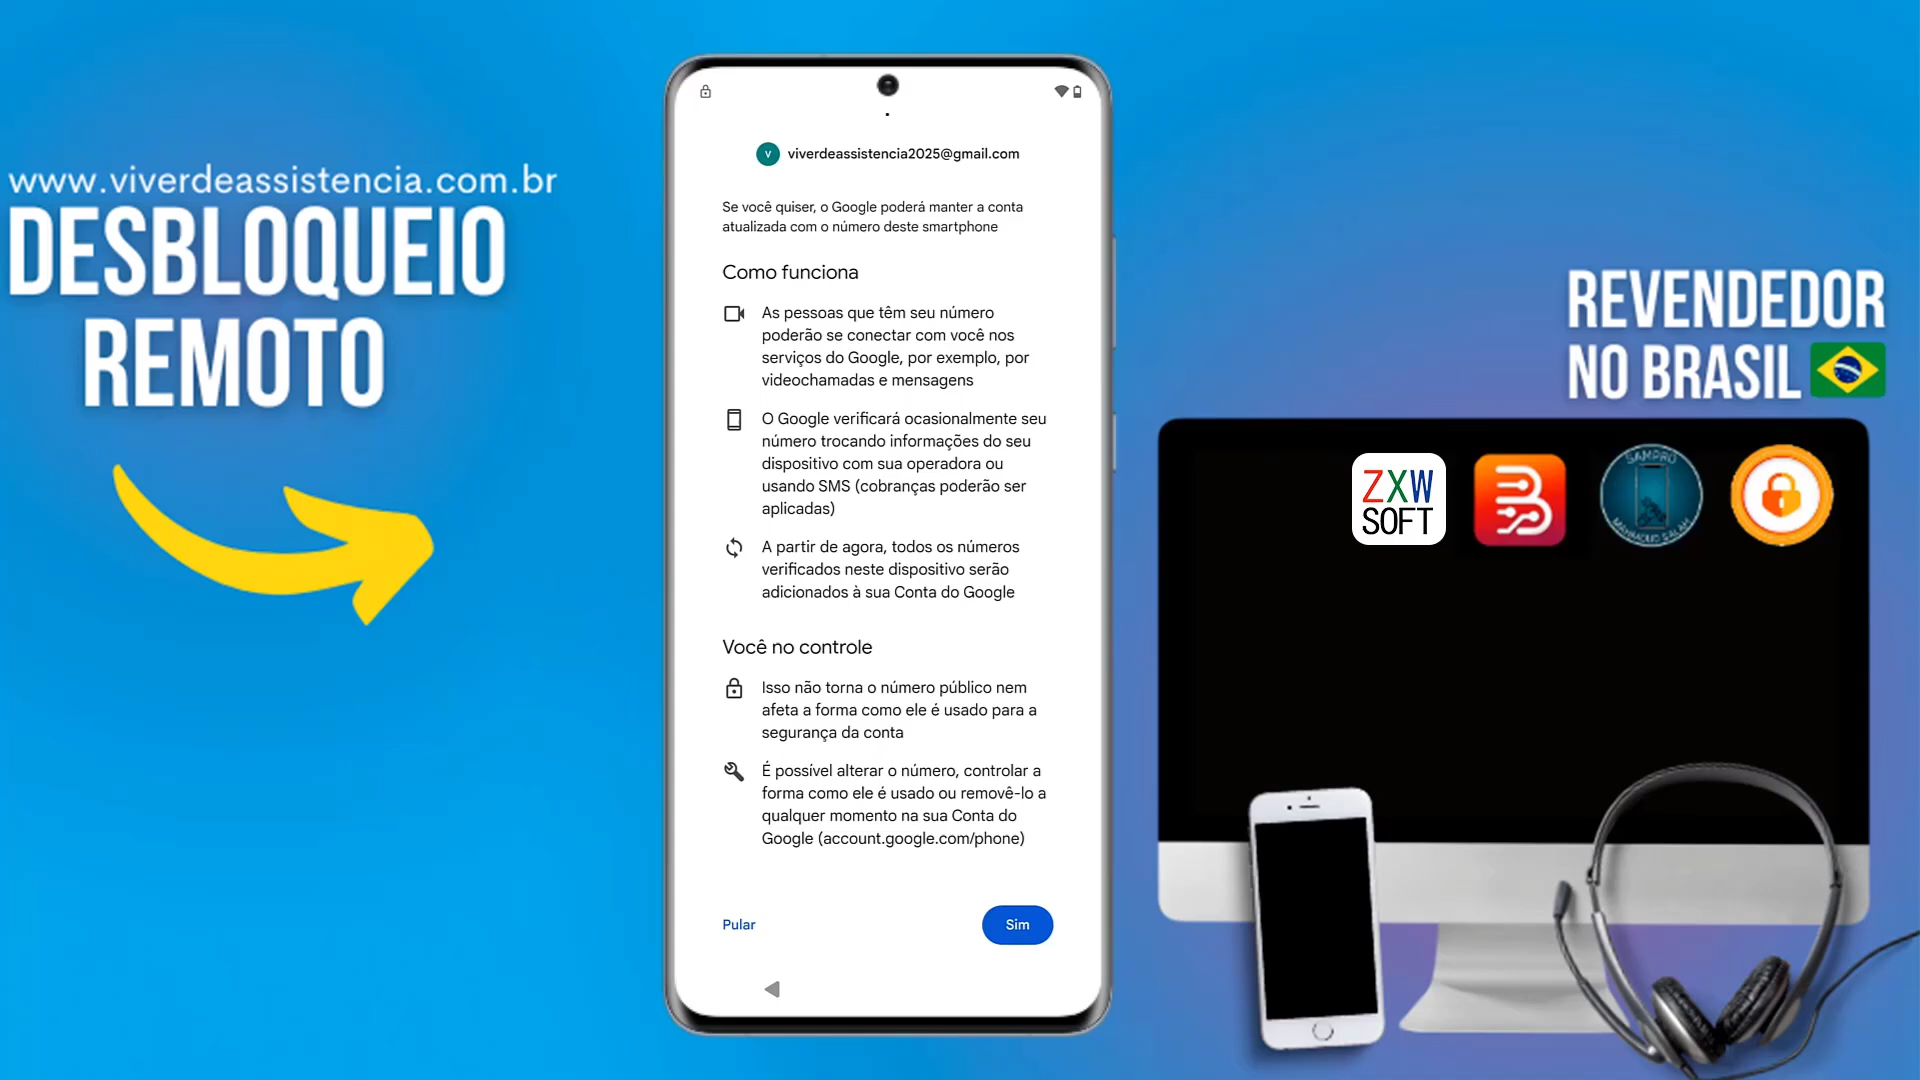 www.viverdeassistencia.com.br
DESBLOQUEIO
REMOTO
V viverdeassistencia2025@gmail.com
Se você quiser, o Google poderá manter a conta
atualizada com o número deste smartphone
Como funciona
As pessoas que têm seu número
poderão se conectar com você nos
serviços do Google, por exemplo, por
videochamadas e mensagens
O Google verificará ocasionalmente seu
número trocando informações do seu
dispositivo com sua operadora ou
usando SMS (cobranças poderão ser
aplicadas)
A partir de agora, todos os números
verificados neste dispositivo serão
adicionados à sua Conta do Google
Você no controle
Isso não torna o número público nem
afeta a forma como ele é usado para a
segurança da conta
É possível alterar o número, controlar a
forma como ele é usado ou removê-lo a
qualquer momento na sua Conta do
Google (account.google.com/phone)
Pular
Sim
REVENDEDOR
NO BRASIL
ZXW
SOFT
SAMPRO
MAHMOUD SALAH